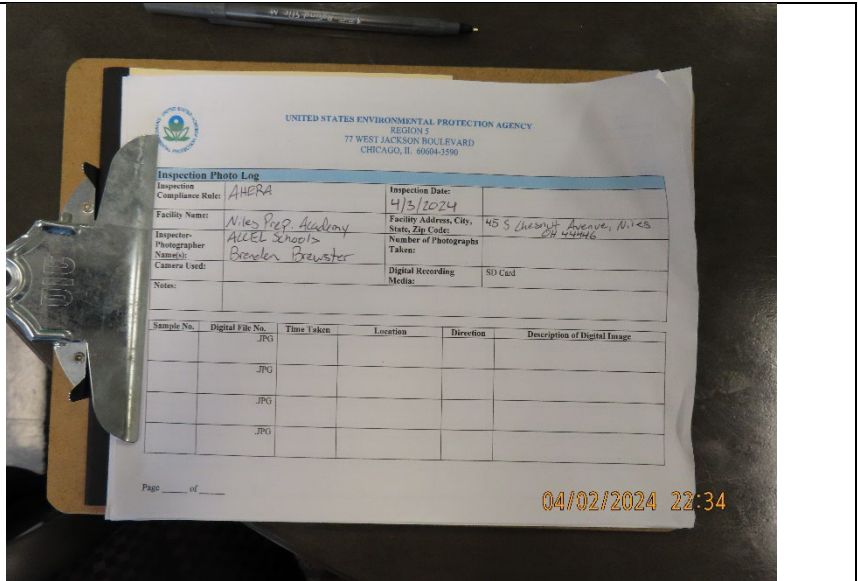 UNITED STATES ENVIRONMENTAL PROTECTION AGENCY
REGION 5
77 WEST JACKSON BOULEVARD
CHICAGO, IL 60604-3590
Inspection Photo Log
Inspection Compliance Rule: AHERA
Inspection Date: 4/3/2024
Facility Name: Niles Prep. Academy
ACCEL Schools
Facility Address, City, State, Zip Code: 45 S Chesnut Avenue, Niles
OH 44446
Inspector-Photographer Name(s): Brenden Brewster
Number of Photographs Taken:
Camera Used:
Digital Recording Media: SD Card
Notes:
Sample No. Digital File No. Time Taken Location Direction Description of Digital Image
.JPG
.JPG
.JPG
.JPG
Page _____ of _____
04/02/2024 22:34